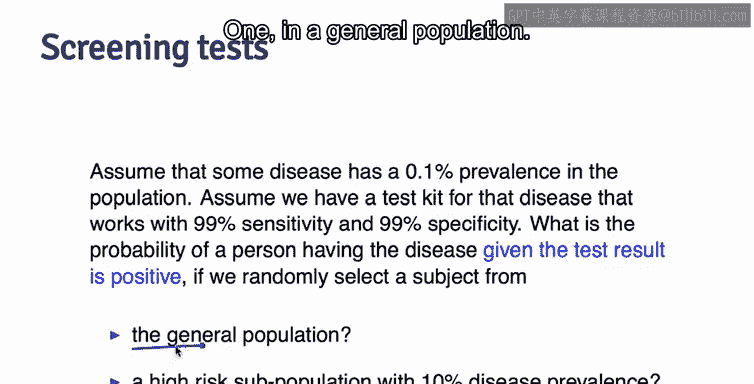 GPT中英字幕课程资源@bilibili.com
One, in a general population.
Screening tests
Assume that some disease has a 0.1% prevalence in the
population. Assume we have a test kit for that disease that
works with 99% sensitivity and 99% specificity. What is the
probability of a person having the disease given the test result
is positive, if we randomly select a subject from
the general population?
a high risk sub-population with 10% disease prevalence?